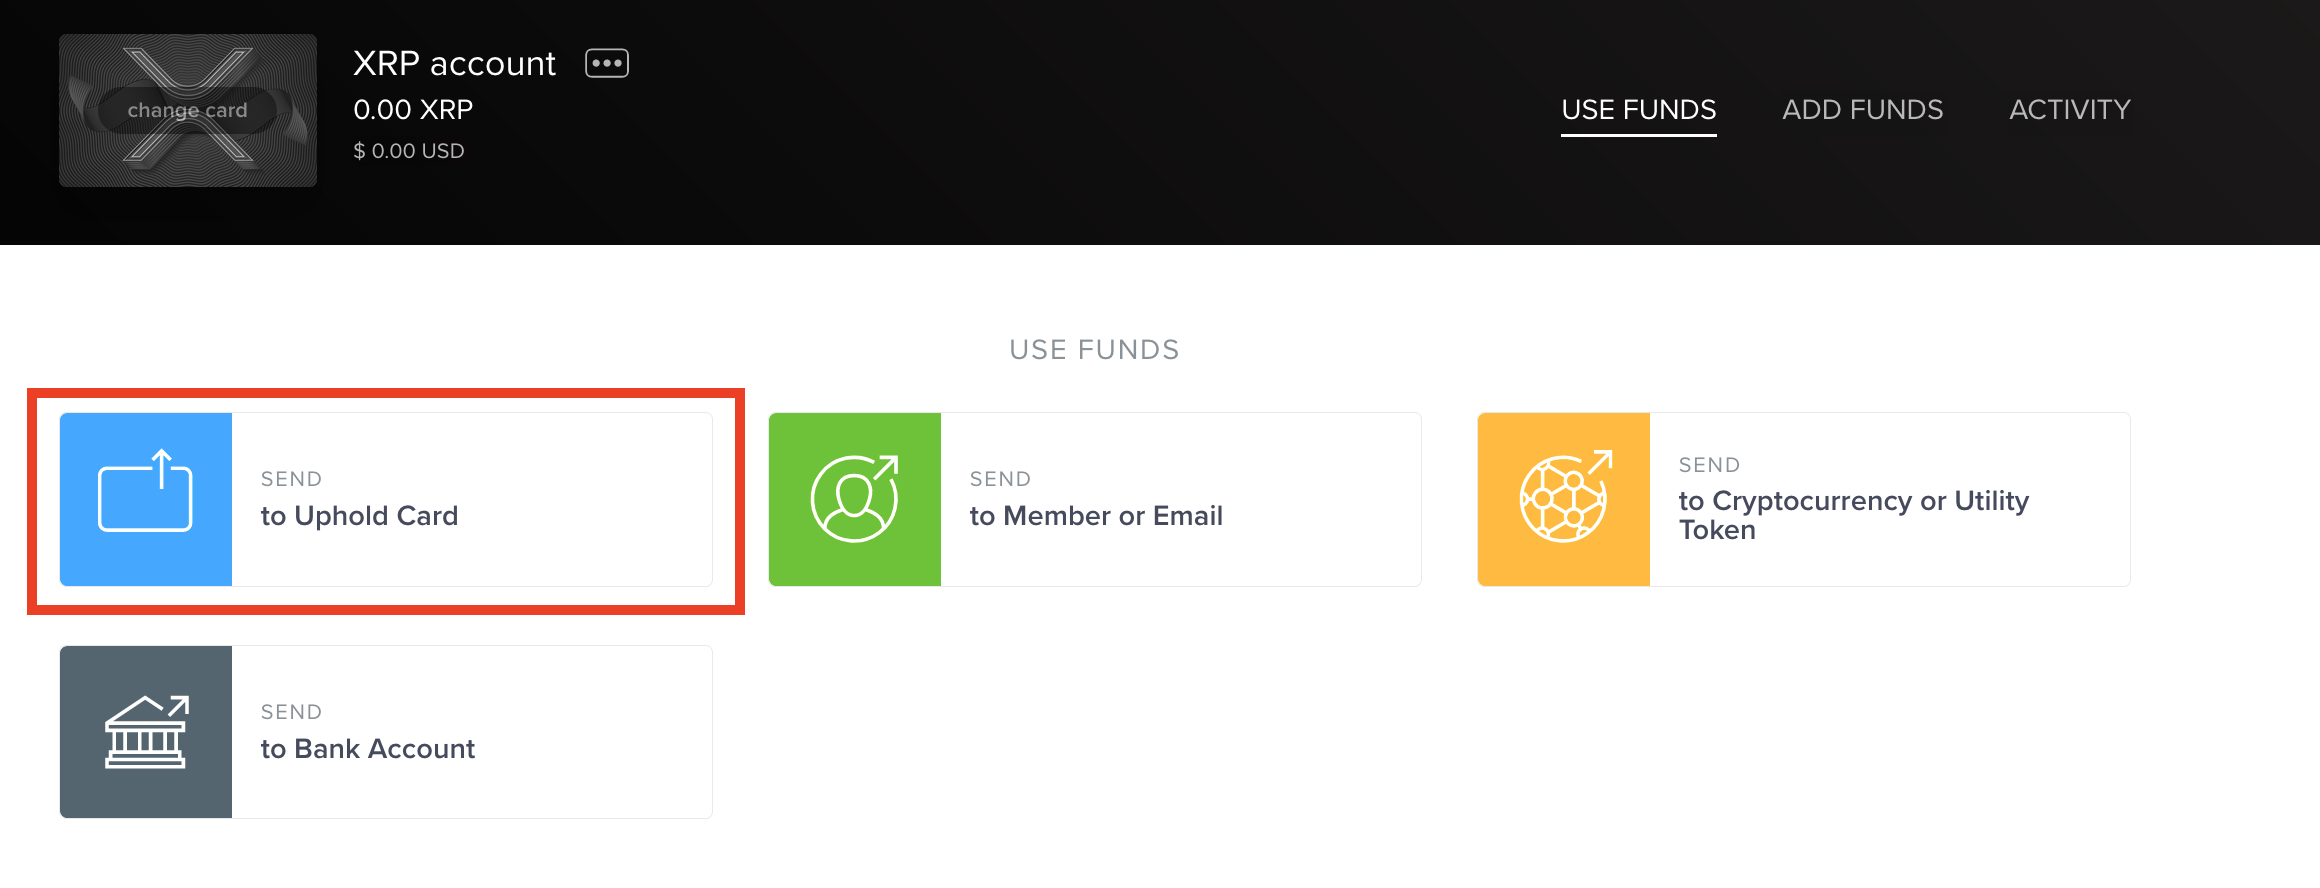 change card
XRP account
0.00 XRP
$ 0.00 USD
USE FUNDS
ADD FUNDS
ACTIVITY
USE FUNDS
SEND
to Uphold Card
SEND
to Member or Email
SEND
to Cryptocurrency or Utility
Token
SEND
to Bank Account